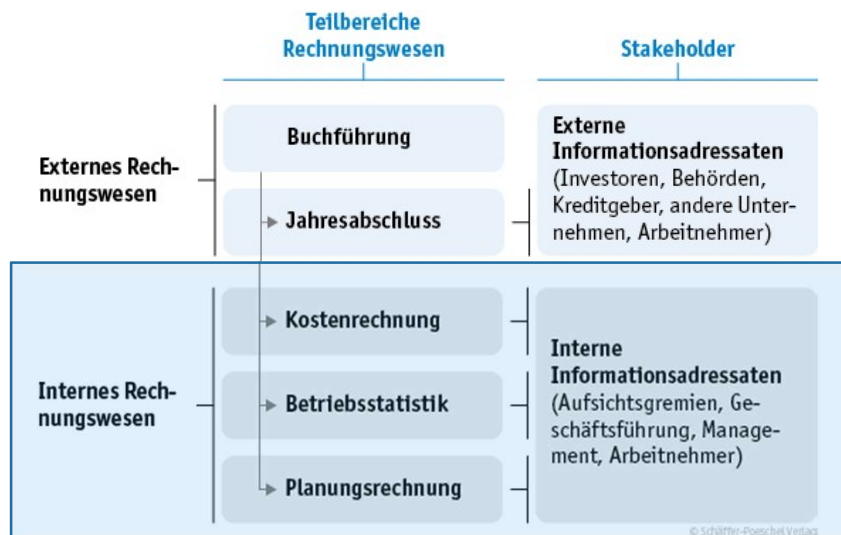 Teilbereiche
Rechnungswesen
Stakeholder
Externes Rech-
nungswesen
Buchführung
Jahresabschluss
Externe
Informationsadressaten
(Investoren, Behörden,
Kreditgeber, andere Unter-
nehmen, Arbeitnehmer)
Internes Rech-
nungswesen
Kostenrechnung
Betriebsstatistik
Planungsrechnung
Interne
Informationsadressaten
(Aufsichtsgremien, Ge-
schäftsführung, Manage-
ment, Arbeitnehmer)
© Schäffer-Poeschel Verlag